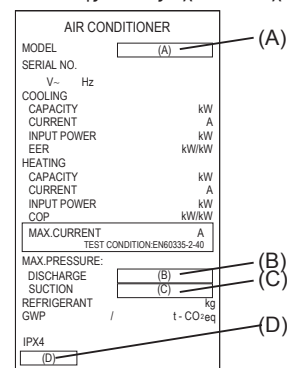 AIR CONDITIONER
MODEL (A) (A)
SERIAL NO.
V~ Hz
COOLING
CAPACITY kW
CURRENT A
INPUT POWER kW
EER kW/kW
HEATING
CAPACITY kW
CURRENT A
INPUT POWER kW
COP kW/kW
MAX.CURRENT A
TEST CONDITION:EN60335-2-40
MAX.PRESSURE:
DISCHARGE (B) (B)
SUCTION (C) (C)
REFRIGERANT kg
GWP / t - CO2eq
IPX4
(D) (D)